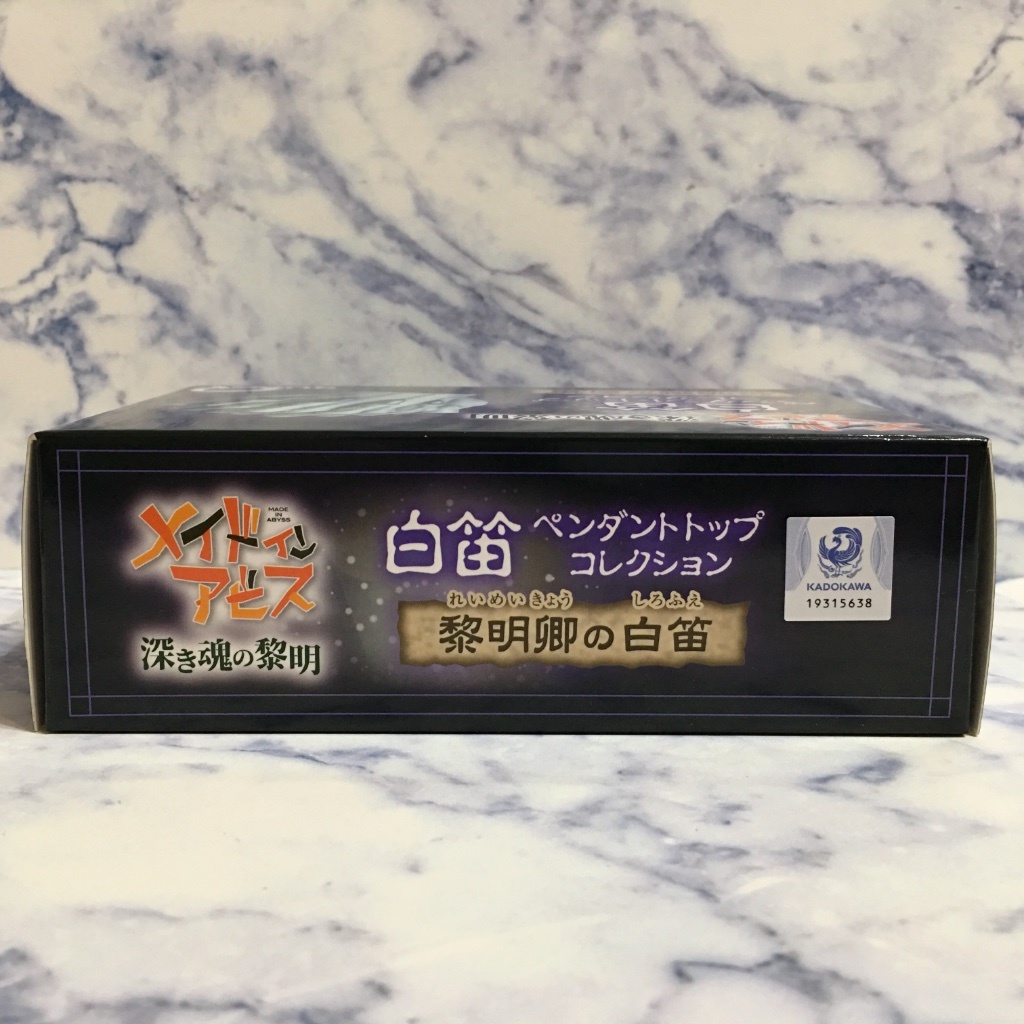 メイドイン
MADE
IN
ABYSS
アビス
深き魂の黎明
白笛 ペンダントトップ
コレクション
れいめいきょう しろふえ
黎明卿の白笛
KADOKAWA
19315638